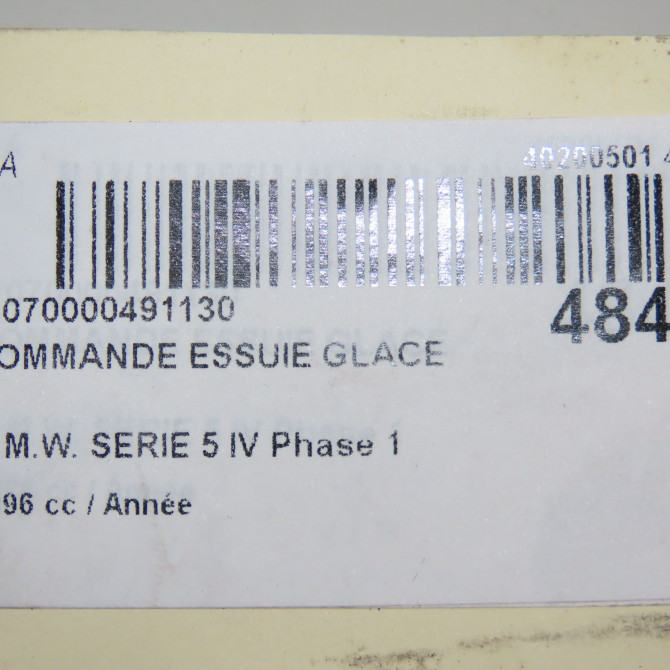 A
40200501 4
070000491130
484
OMMANDE ESSUIE GLACE
M.W. SERIE 5 IV Phase 1
96 cc / Année